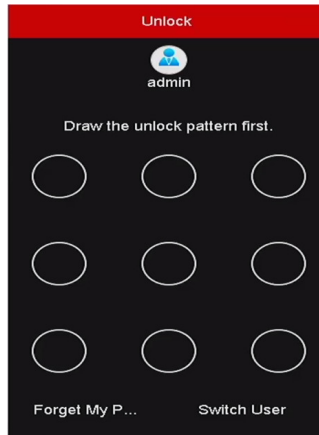 Unlock
admin
Draw the unlock pattern first.
Forget My P...
Switch User